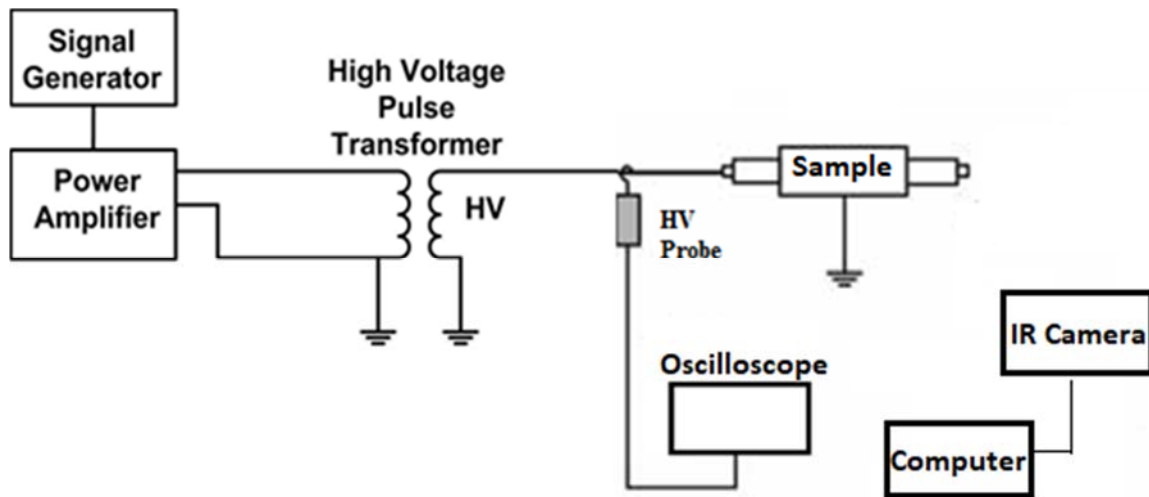 Signal
Generator
High Voltage
Pulse
Transformer
Power
Amplifier
HV
Sample
HV
Probe
IR Camera
Oscilloscope
Computer